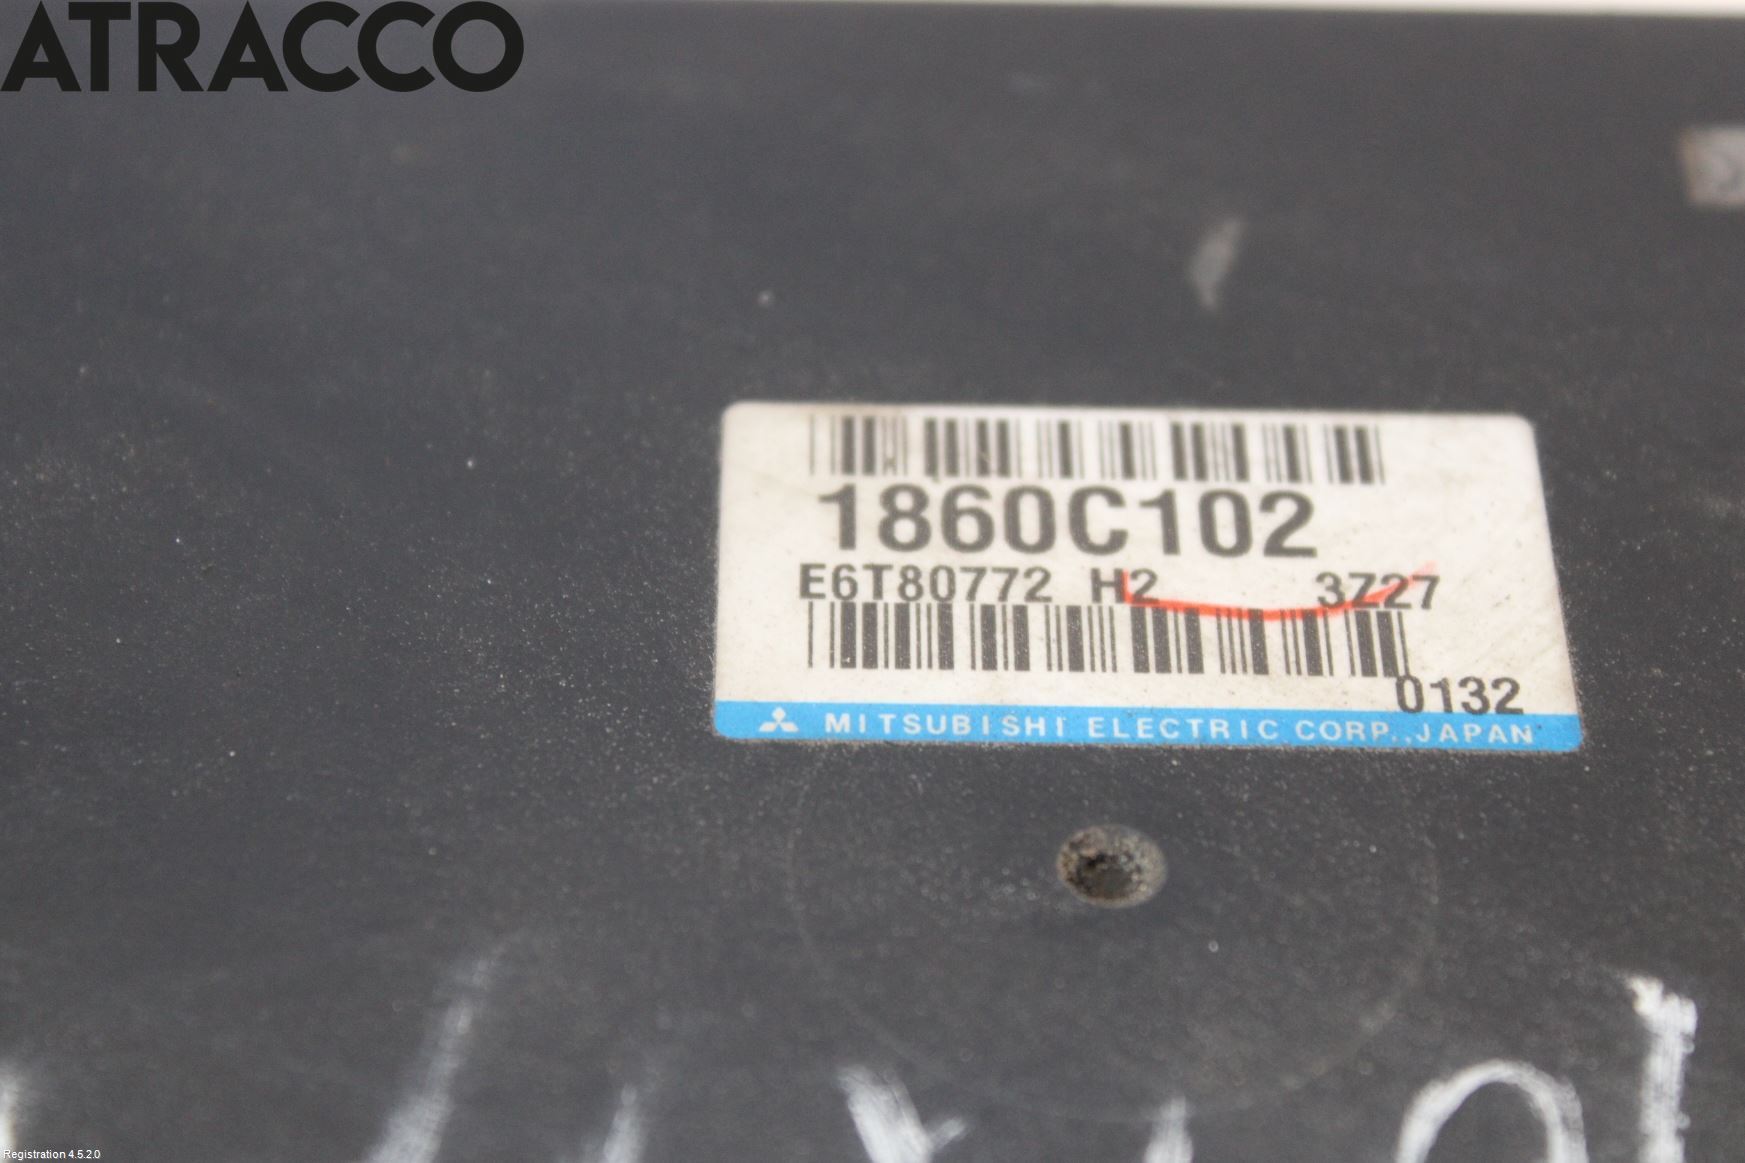 ATRACCO
1860C102
E6T80772 H2 3Z27
0132
MITSUBISHI ELECTRIC CORP., JAPAN
Registration 4.5.2.0